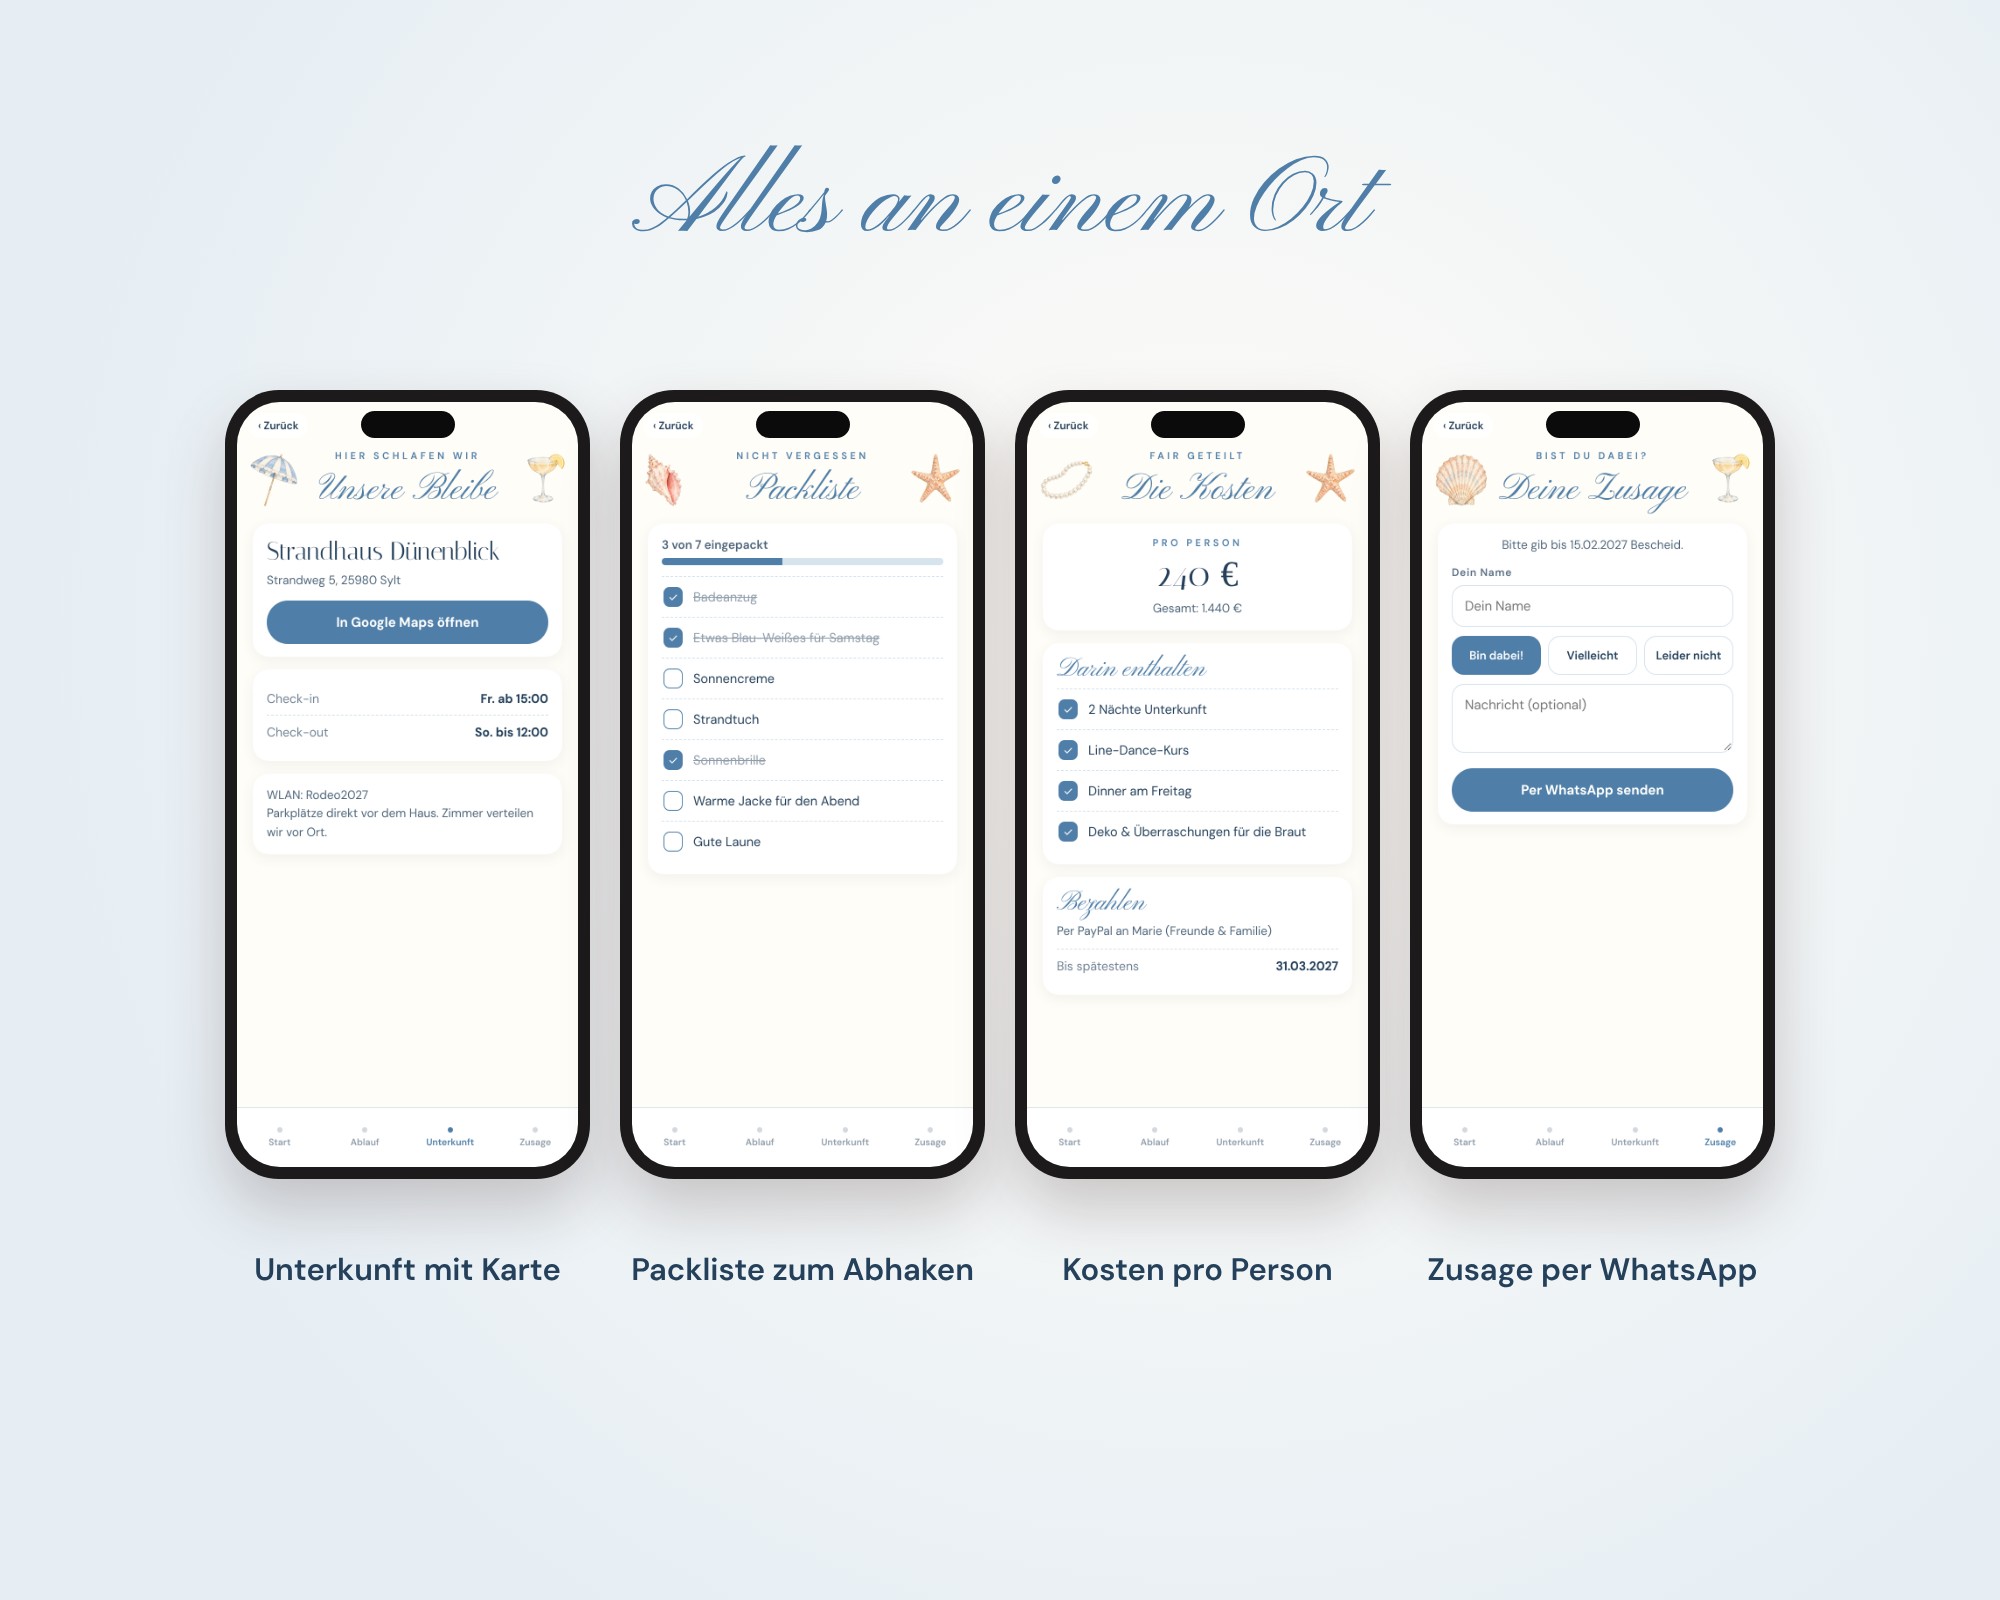 Alles an einem Ort
‹ Zurück
HIER SCHLAFEN WIR
Unsere Bleibe
Strandhaus Dünenblick
Strandweg 5, 25980 Sylt
In Google Maps öffnen
Check-in Fr. ab 15:00
Check-out So. bis 12:00
WLAN: Rodeo2027
Parkplätze direkt vor dem Haus. Zimmer verteilen
wir vor Ort.
Start Ablauf Unterkunft Zusage
Unterkunft mit Karte
‹ Zurück
NICHT VERGESSEN
Packliste
3 von 7 eingepackt
Badeanzug
Etwas Blau-Weißes für Samstag
Sonnencreme
Strandtuch
Sonnenbrille
Warme Jacke für den Abend
Gute Laune
Start Ablauf Unterkunft Zusage
Packliste zum Abhaken
‹ Zurück
FAIR GETEILT
Die Kosten
PRO PERSON
240 €
Gesamt: 1.440 €
Darin enthalten
2 Nächte Unterkunft
Line-Dance-Kurs
Dinner am Freitag
Deko & Überraschungen für die Braut
Bezahlen
Per PayPal an Marie (Freunde & Familie)
Bis spätestens 31.03.2027
Start Ablauf Unterkunft Zusage
Kosten pro Person
‹ Zurück
BIST DU DABEI?
Deine Zusage
Bitte gib bis 15.02.2027 Bescheid.
Dein Name
Dein Name
Bin dabei! Vielleicht Leider nicht
Nachricht (optional)
Per WhatsApp senden
Start Ablauf Unterkunft Zusage
Zusage per WhatsApp